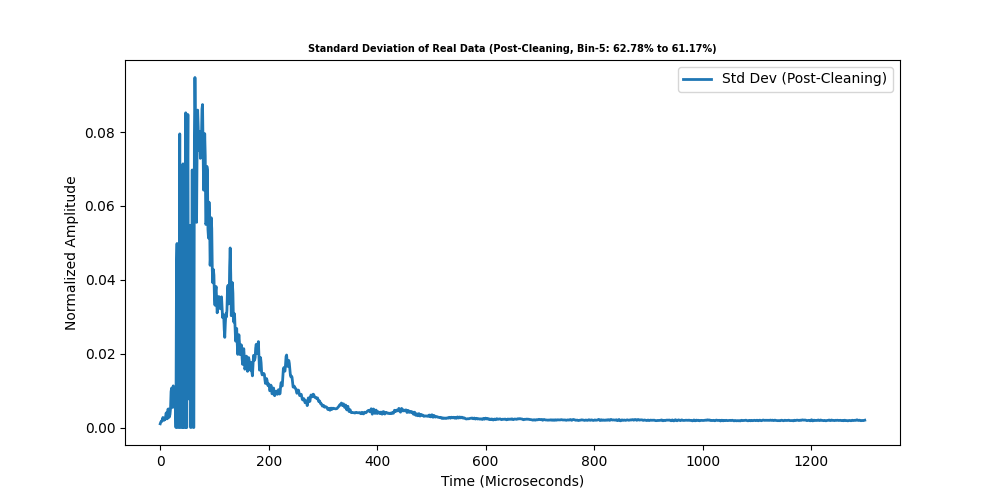 Standard Deviation of Real Data (Post-Cleaning, Bin-5: 62.78% to 61.17%)
Std Dev (Post-Cleaning)
Normalized Amplitude
0.08
0.06
0.04
0.02
0.00
0 200 400 600 800 1000 1200
Time (Microseconds)